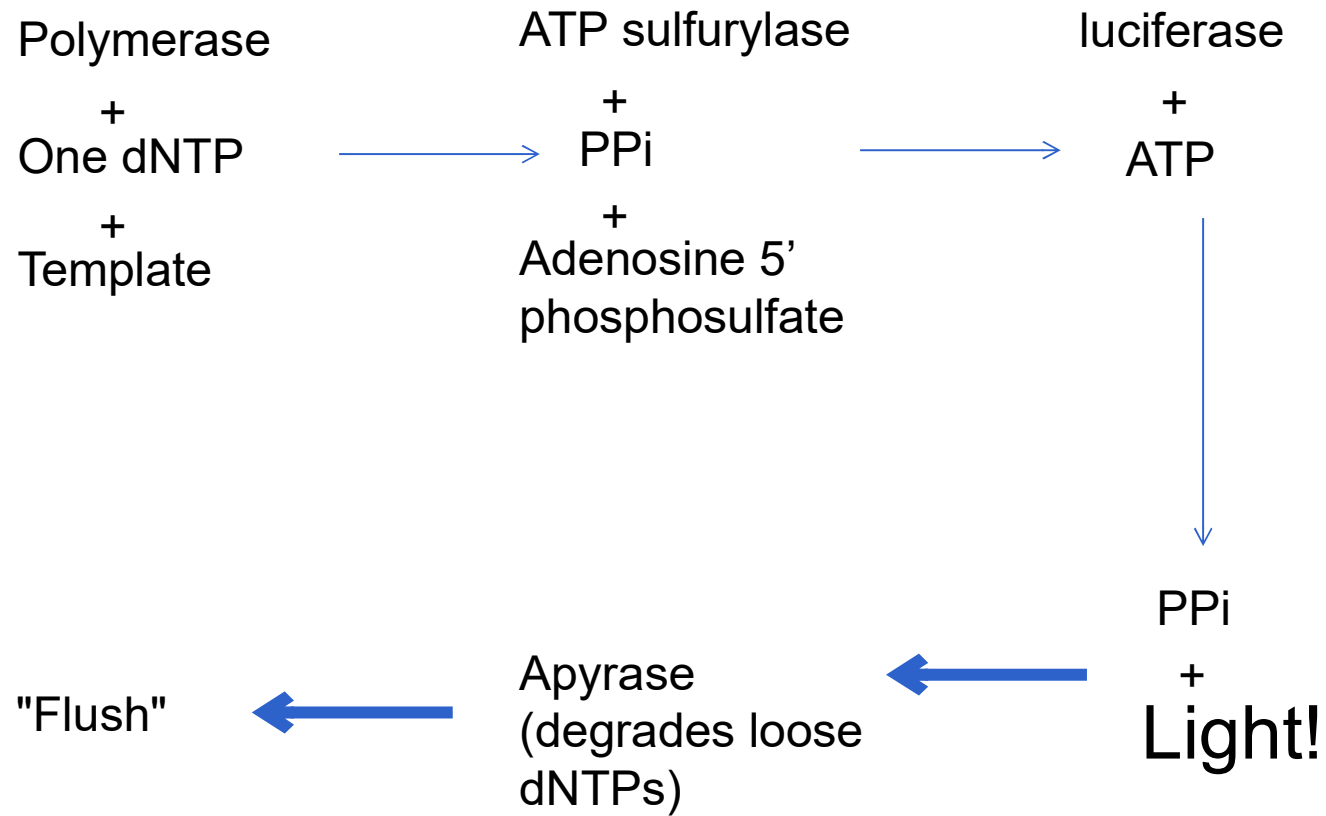 Polymerase
+
One dNTP
+
Template
ATP sulfurylase
+
PPi
+
Adenosine 5’
phosphosulfate
luciferase
+
ATP
PPi
+
Light!
Apyrase
(degrades loose
dNTPs)
"Flush"